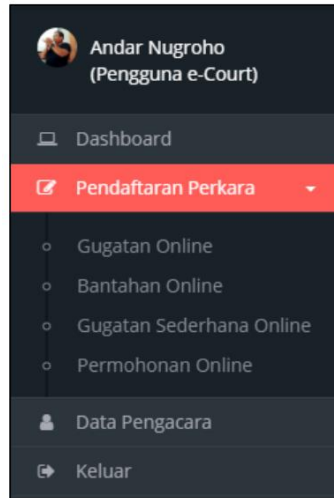 Andar Nugroho
(Pengguna e-Court)
Dashboard
Pendaftaran Perkara
Gugatan Online
Bantahan Online
Gugatan Sederhana Online
Permohonan Online
Data Pengacara
Keluar